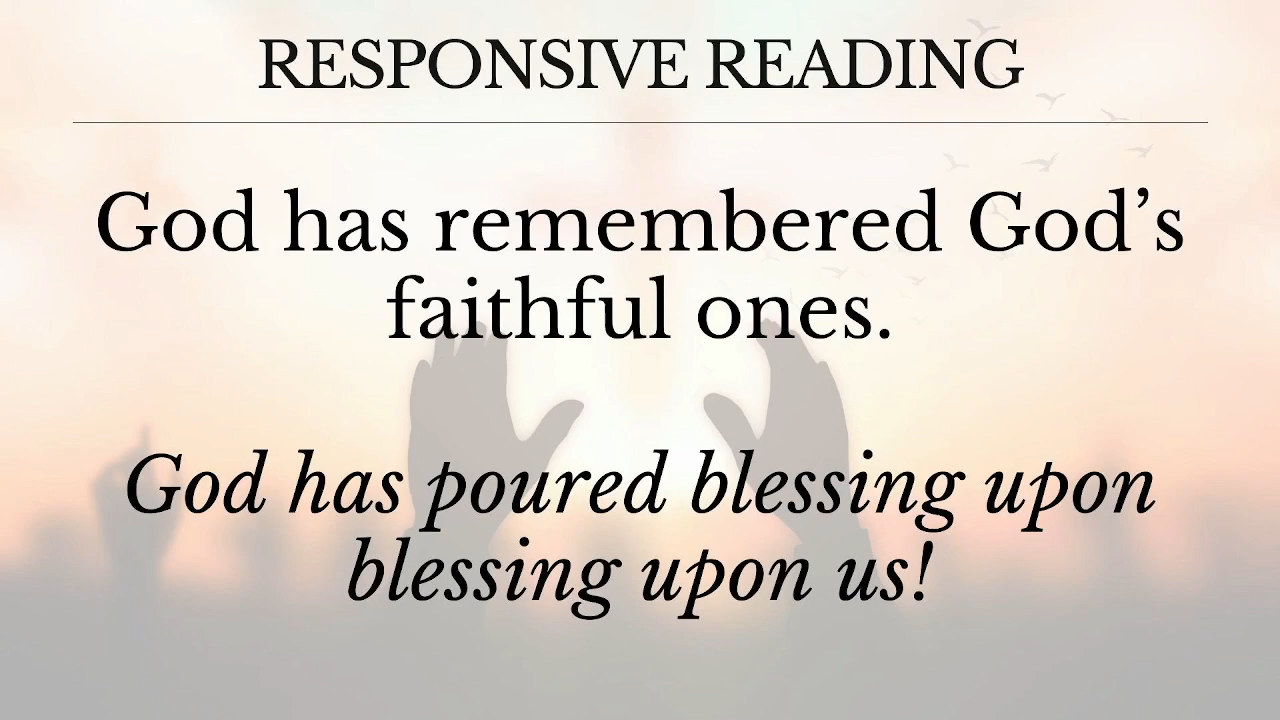 RESPONSIVE READING
God has remembered God’s
faithful ones.
God has poured blessing upon
blessing upon us!